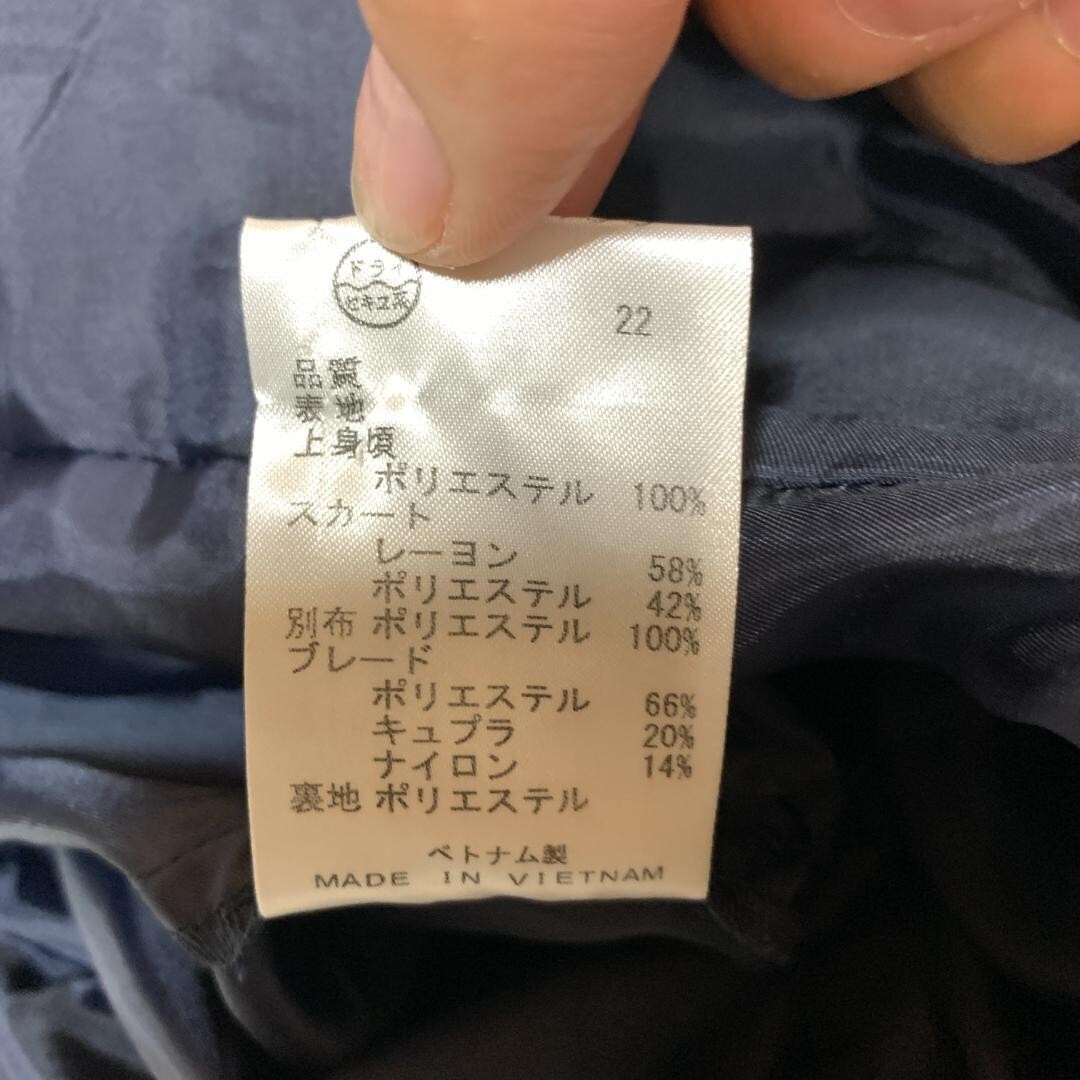 ドライ
セキユ系
22
品質
表地
上身頃
ポリエステル 100%
スカート
レーヨン 58%
ポリエステル 42%
別布 ポリエステル 100%
ブレード
ポリエステル 66%
キュプラ 20%
ナイロン 14%
裏地 ポリエステル
ベトナム製
MADE IN VIETNAM